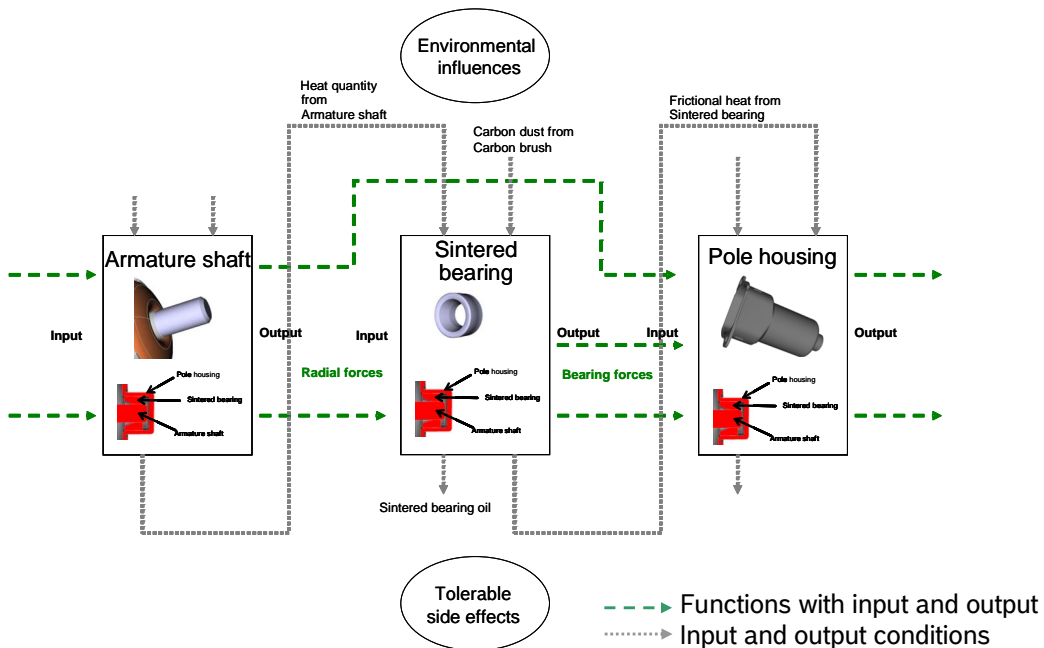 Environmental
influences
Heat quantity
from
Armature shaft
Carbon dust from
Carbon brush
Frictional heat from
Sintered bearing
Armature shaft
Sintered
bearing
Pole housing
Input
Output
Input
Output
Input
Output
Radial forces
Bearing forces
Pole housing
Sintered bearing
Armature shaft
Pole housing
Sintered bearing
Armature shaft
Pole housing
Sintered bearing
Armature shaft
Sintered bearing oil
Tolerable
side effects
Functions with input and output
Input and output conditions